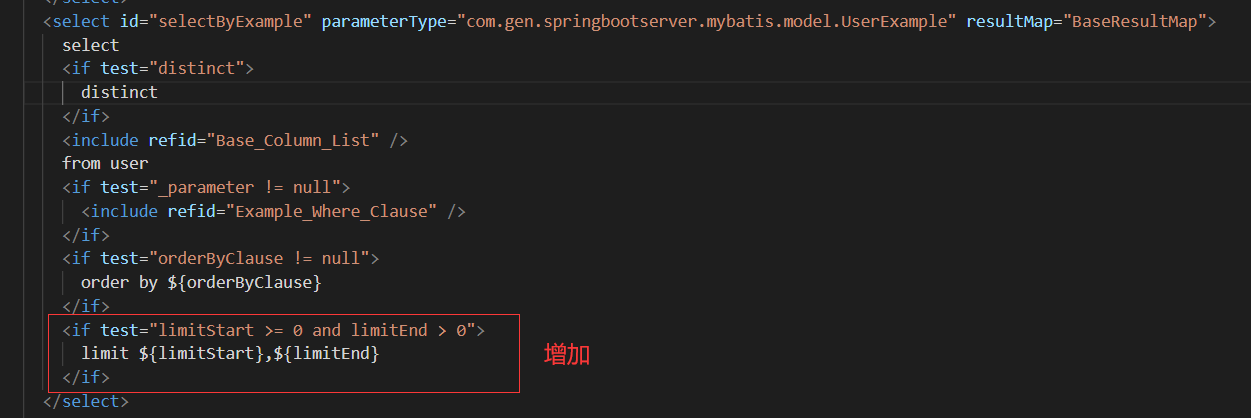 </select>
<select id="selectByExample" parameterType="com.gen.springbootserver.mybatis.model.UserExample" resultMap="BaseResultMap">
select
<if test="distinct">
distinct
</if>
<include refid="Base_Column_List" />
from user
<if test="_parameter != null">
<include refid="Example_Where_Clause" />
</if>
<if test="orderByClause != null">
order by ${orderByClause}
</if>
<if test="limitStart >= 0 and limitEnd > 0">
limit ${limitStart},${limitEnd}
增加
</if>
</select>